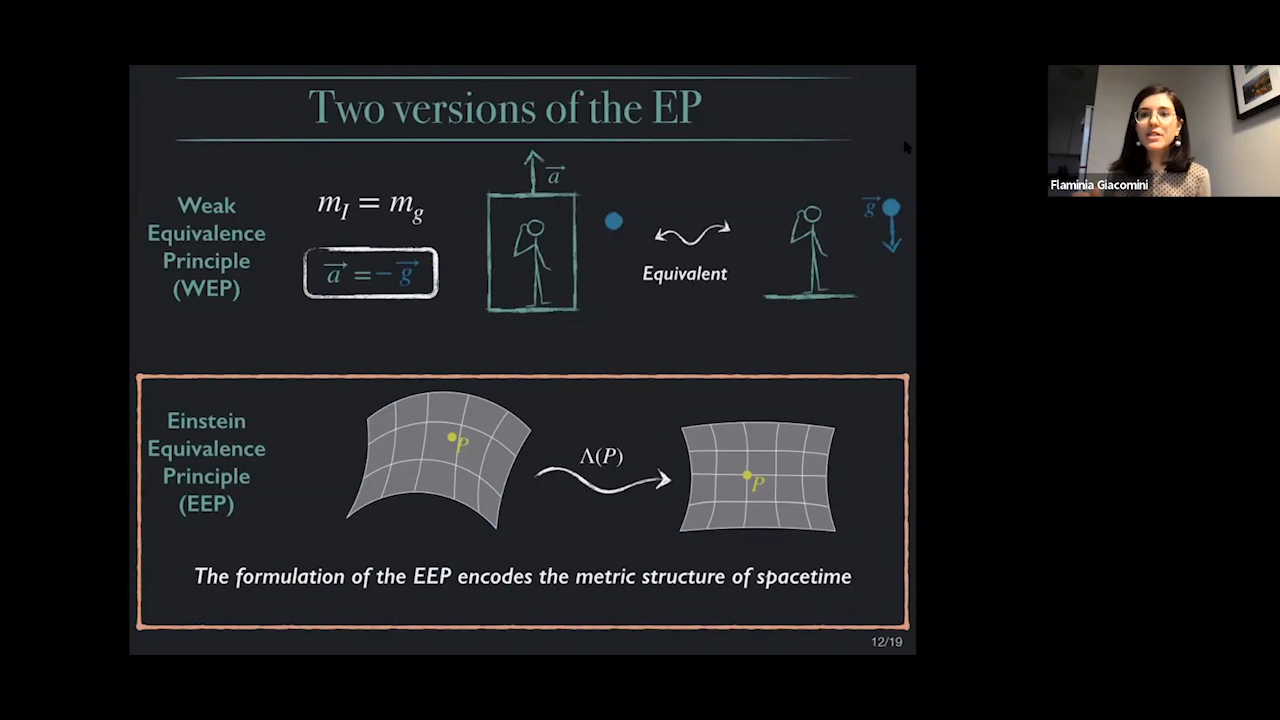 Two versions of the EP
Weak
Equivalence
Principle
(WEP)
m_I = m_g
a⃗ = − g⃗
a⃗
Equivalent
g⃗
Flaminia Giacomini
Einstein
Equivalence
Principle
(EEP)
P
Λ(P)
P
The formulation of the EEP encodes the metric structure of spacetime
12/19